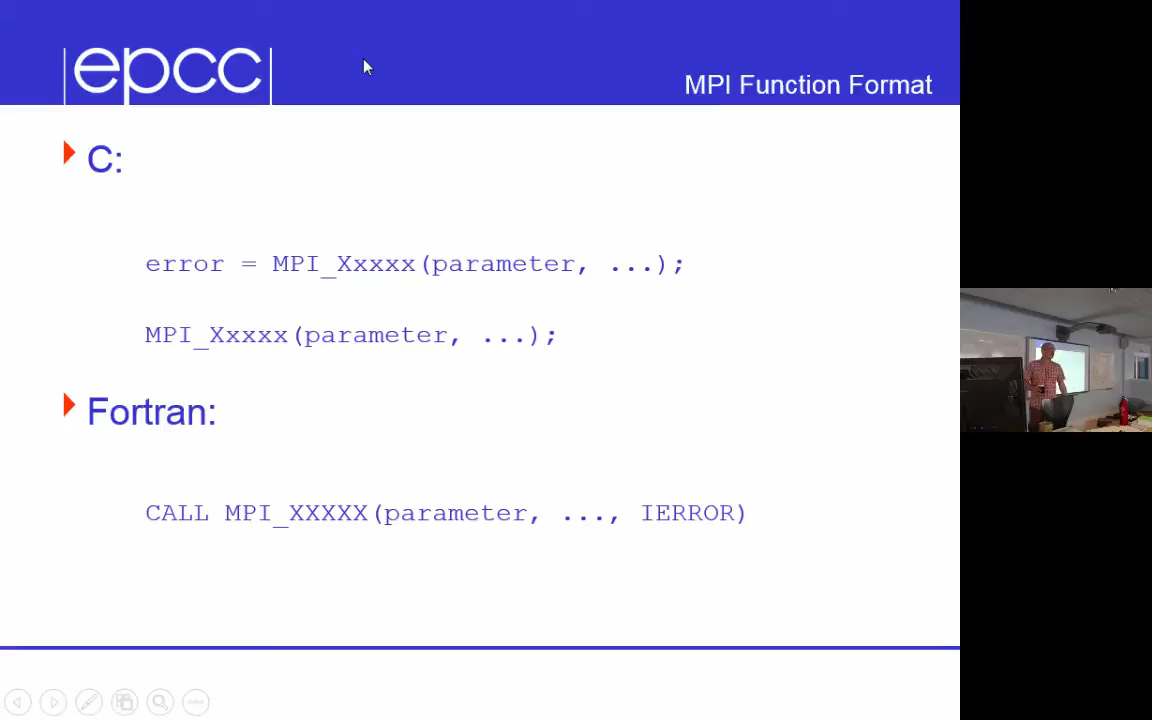 |epcc|
MPI Function Format
C:
error = MPI_Xxxxx(parameter, ...);
MPI_Xxxxx(parameter, ...);
Fortran:
CALL MPI_XXXXX(parameter, ..., IERROR)